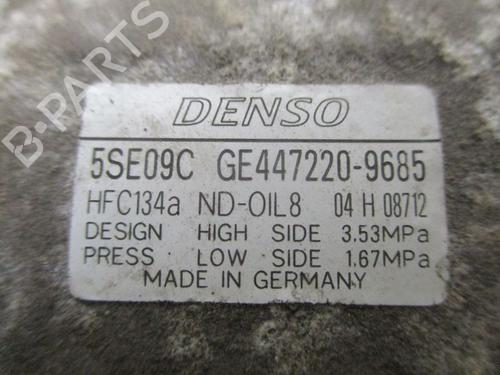 DENSO
5SE09C GE447220-9685
HFC134a ND-OIL8 04 H 08712
DESIGN HIGH SIDE 3.53MPa
PRESS LOW SIDE 1.67MPa
MADE IN GERMANY
B-PARTS